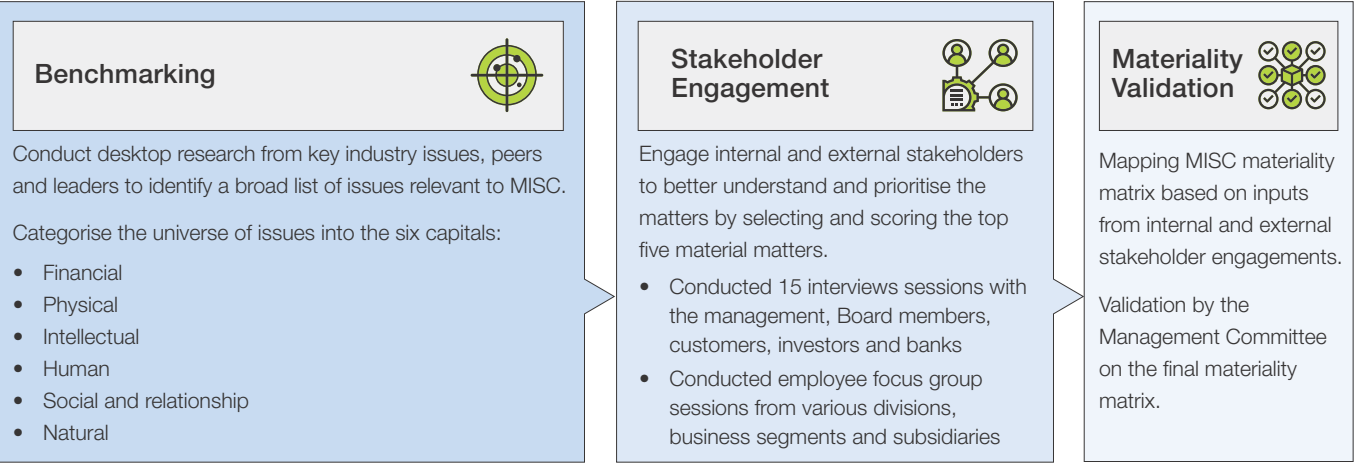 Benchmarking
Conduct desktop research from key industry issues, peers
and leaders to identify a broad list of issues relevant to MISC.
Categorise the universe of issues into the six capitals:
• Financial
• Physical
• Intellectual
• Human
• Social and relationship
• Natural
Stakeholder
Engagement
Engage internal and external stakeholders
to better understand and prioritise the
matters by selecting and scoring the top
five material matters.
• Conducted 15 interviews sessions with
the management, Board members,
customers, investors and banks
• Conducted employee focus group
sessions from various divisions,
business segments and subsidiaries
Materiality
Validation
Mapping MISC materiality
matrix based on inputs
from internal and external
stakeholder engagements.
Validation by the
Management Committee
on the final materiality
matrix.